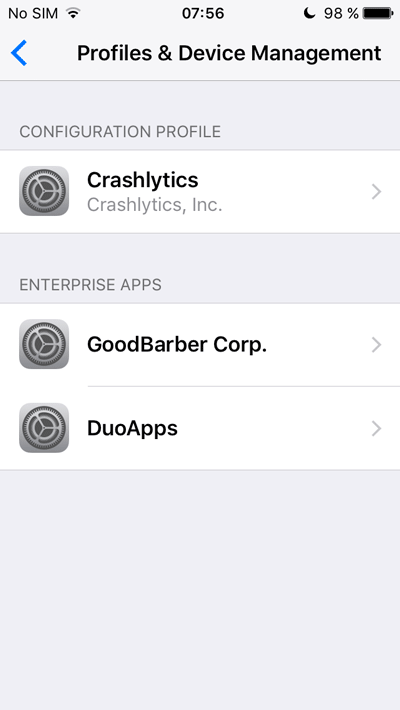 No SIM 07:56 98 %
Profiles & Device Management
CONFIGURATION PROFILE
Crashlytics
Crashlytics, Inc.
ENTERPRISE APPS
GoodBarber Corp.
DuoApps